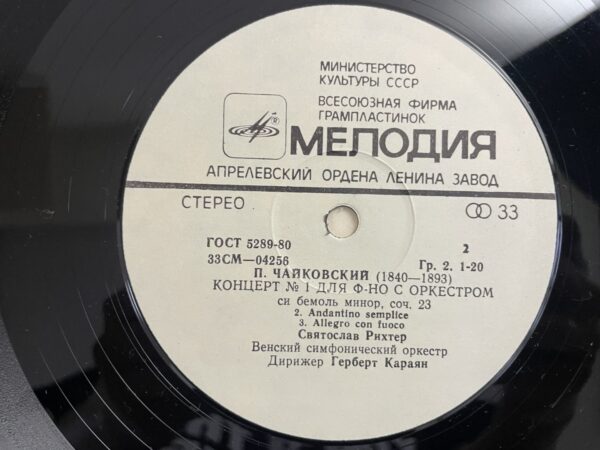 МИНИСТЕРСТВО
КУЛЬТУРЫ СССР
ВСЕСОЮЗНАЯ ФИРМА
ГРАМПЛАСТИНОК
МЕЛОДИЯ
АПРЕЛЕВСКИЙ ОРДЕНА ЛЕНИНА ЗАВОД
СТЕРЕО 33
ГОСТ 5289-80 2
33СМ—04256 Гр. 2. 1-20
П. ЧАЙКОВСКИЙ (1840—1893)
КОНЦЕРТ № 1 ДЛЯ Ф-НО С ОРКЕСТРОМ
си бемоль минор, соч. 23
2. Andantino semplice
3. Allegro con fuoco
Святослав Рихтер
Венский симфонический оркестр
Дирижер Герберт Караян